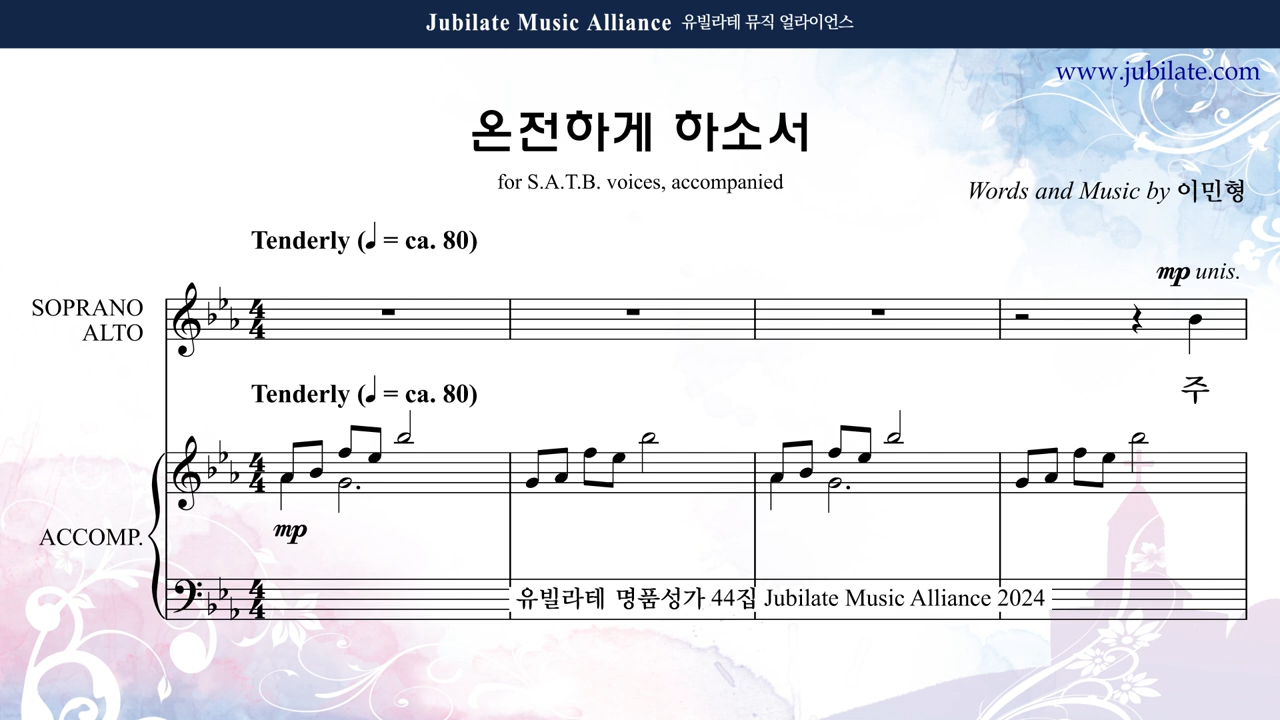 Jubilate Music Alliance 유빌라테 뮤직 얼라이언스
www.jubilate.com
온전하게 하소서
for S.A.T.B. voices, accompanied
Words and Music by 이민형
Tenderly (♩ = ca. 80)
mp unis.
SOPRANO
ALTO
주
Tenderly (♩ = ca. 80)
mp
ACCOMP.
유빌라테 명품성가 44집 Jubilate Music Alliance 2024